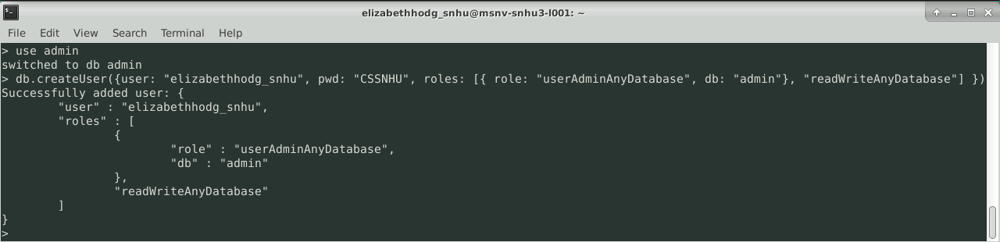 elizabethhodg_snhu@msnv-snhu3-l001: ~
File Edit View Search Terminal Help
> use admin
switched to db admin
> db.createUser({user: "elizabethhodg_snhu", pwd: "CSSNHU", roles: [{ role: "userAdminAnyDatabase", db: "admin"}, "readWriteAnyDatabase"] })
Successfully added user: {
        "user" : "elizabethhodg_snhu",
        "roles" : [
                {
                        "role" : "userAdminAnyDatabase",
                        "db" : "admin"
                },
                "readWriteAnyDatabase"
        ]
}
>